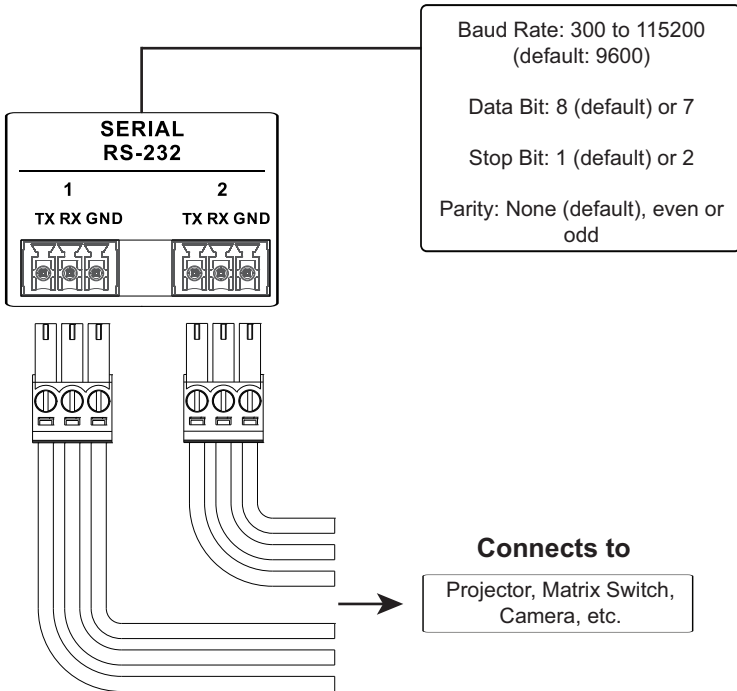 Baud Rate: 300 to 115200
(default: 9600)
Data Bit: 8 (default) or 7
Stop Bit: 1 (default) or 2
Parity: None (default), even or
odd
SERIAL
RS-232
1 2
TX RX GND TX RX GND
Connects to
Projector, Matrix Switch,
Camera, etc.